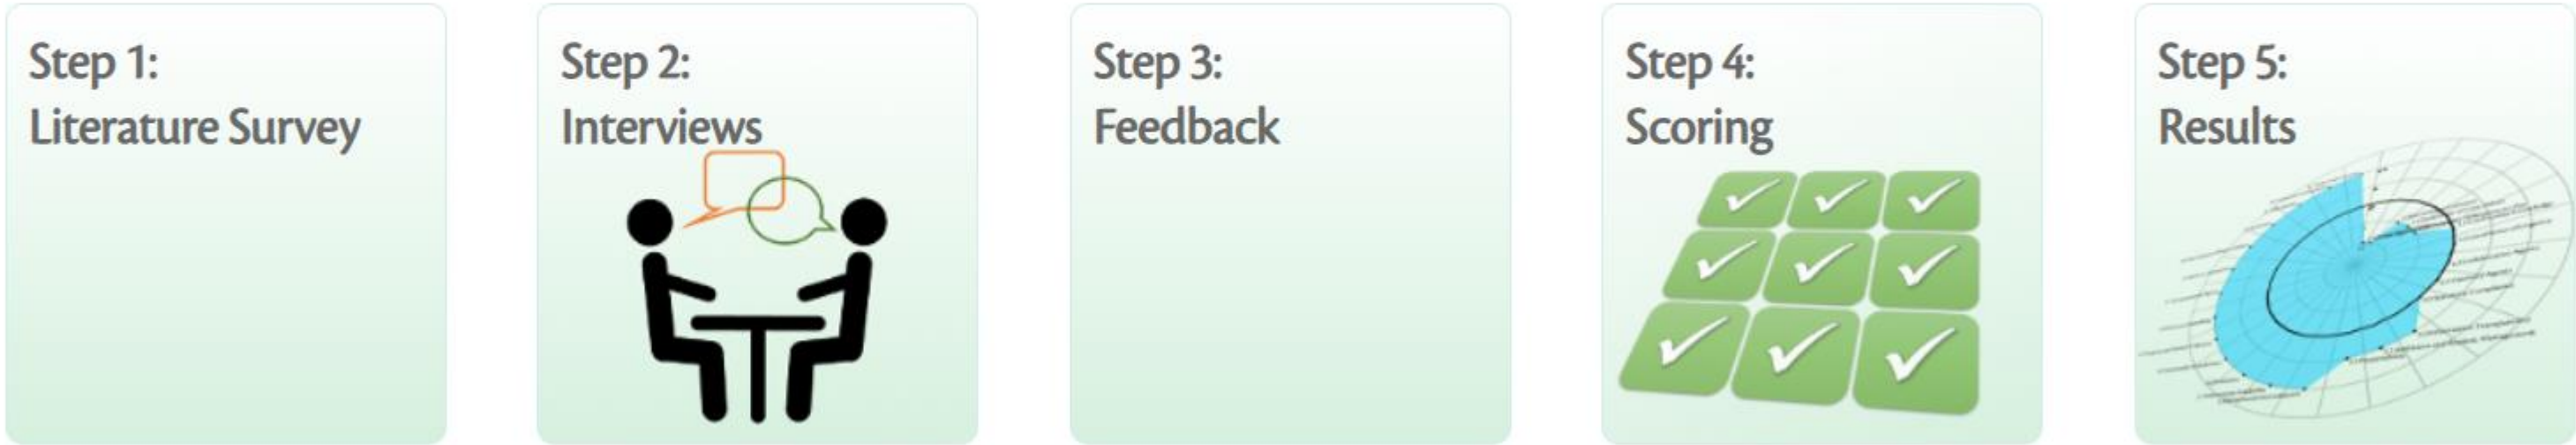 Step 1:
Literature Survey
Step 2:
Interviews
Step 3:
Feedback
Step 4:
Scoring
Step 5:
Results